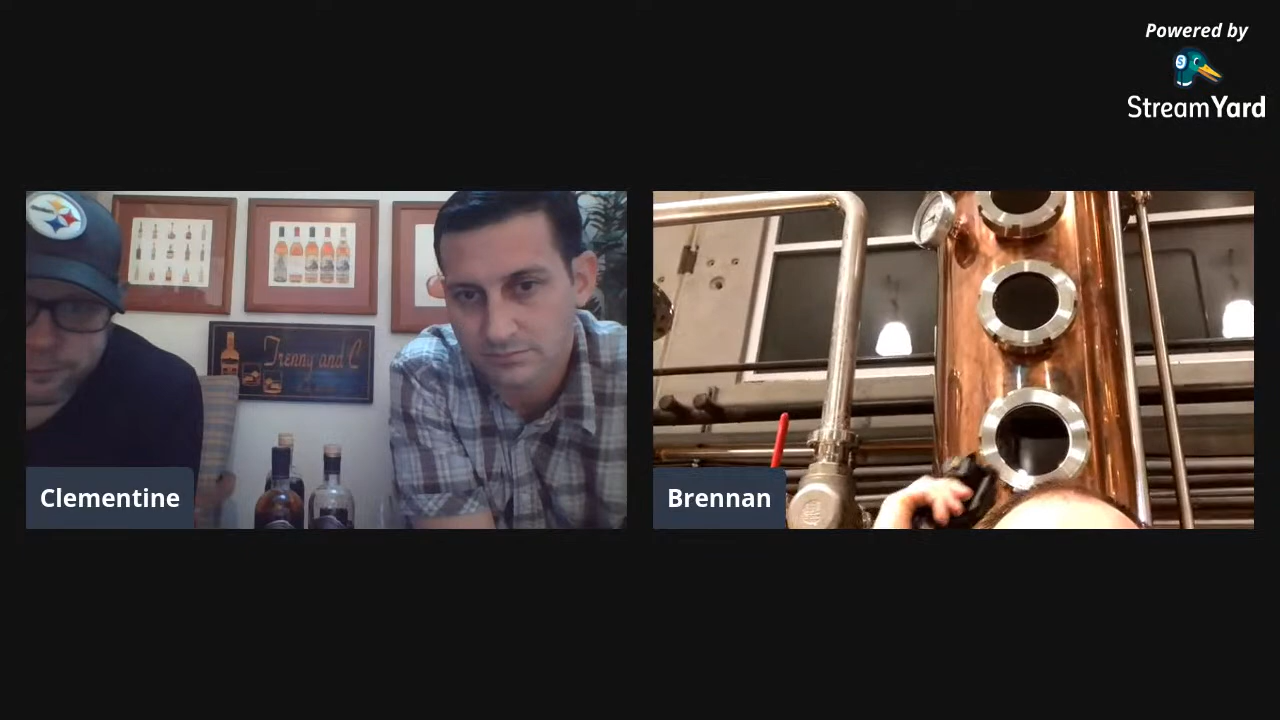 Powered by
StreamYard
Trenny and C
Clementine
Brennan